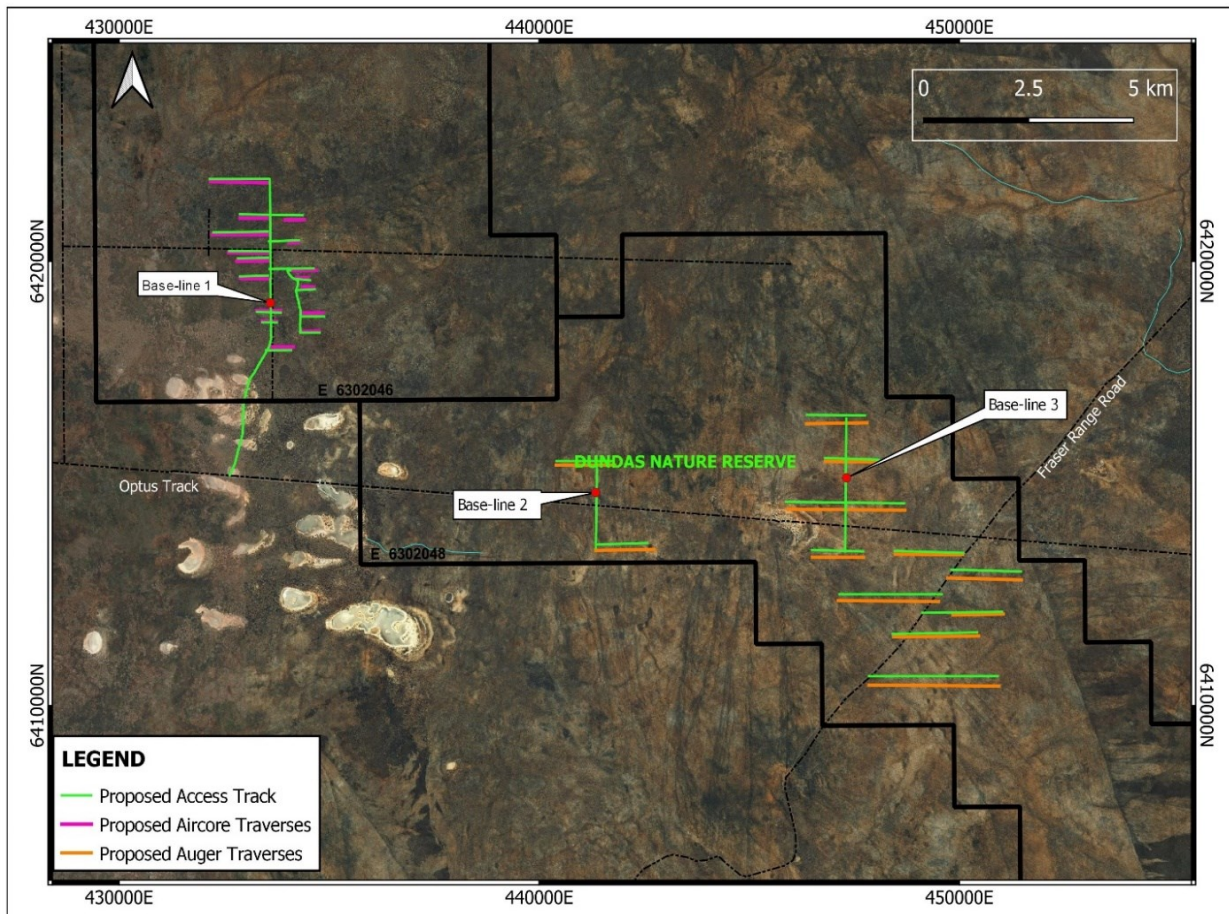 430000E
440000E
450000E
0
2.5
5 km
6420000N
6420000N
Base-line 1
E 6302046
Base-line 3
Fraser Range Road
DUNDAS NATURE RESERVE
Optus Track
Base-line 2
E 6302048
6410000N
6410000N
LEGEND
Proposed Access Track
Proposed Aircore Traverses
Proposed Auger Traverses
430000E
440000E
450000E